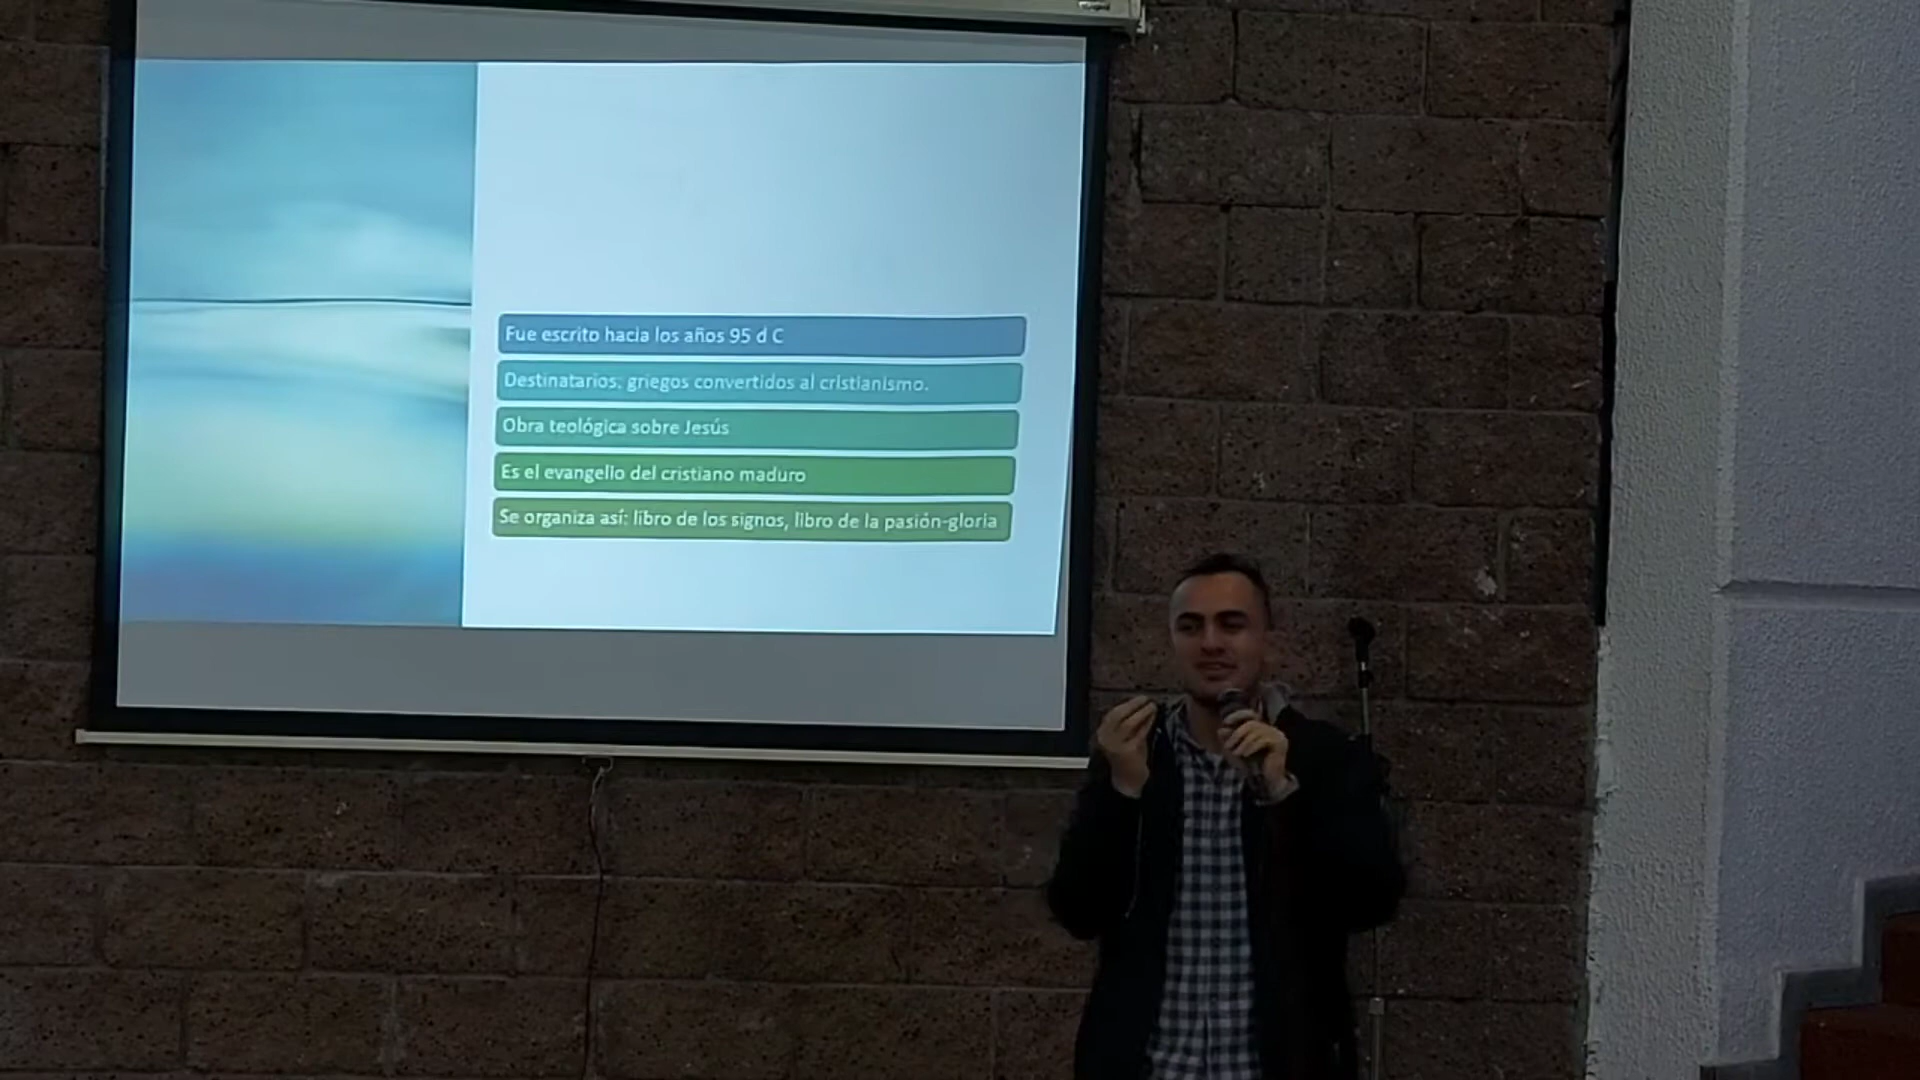 Fue escrito hacia los años 95 d C
Destinatarios: griegos convertidos al cristianismo.
Obra teológica sobre Jesús
Es el evangelio del cristiano maduro
Se organiza así: libro de los signos, libro de la pasión-gloria